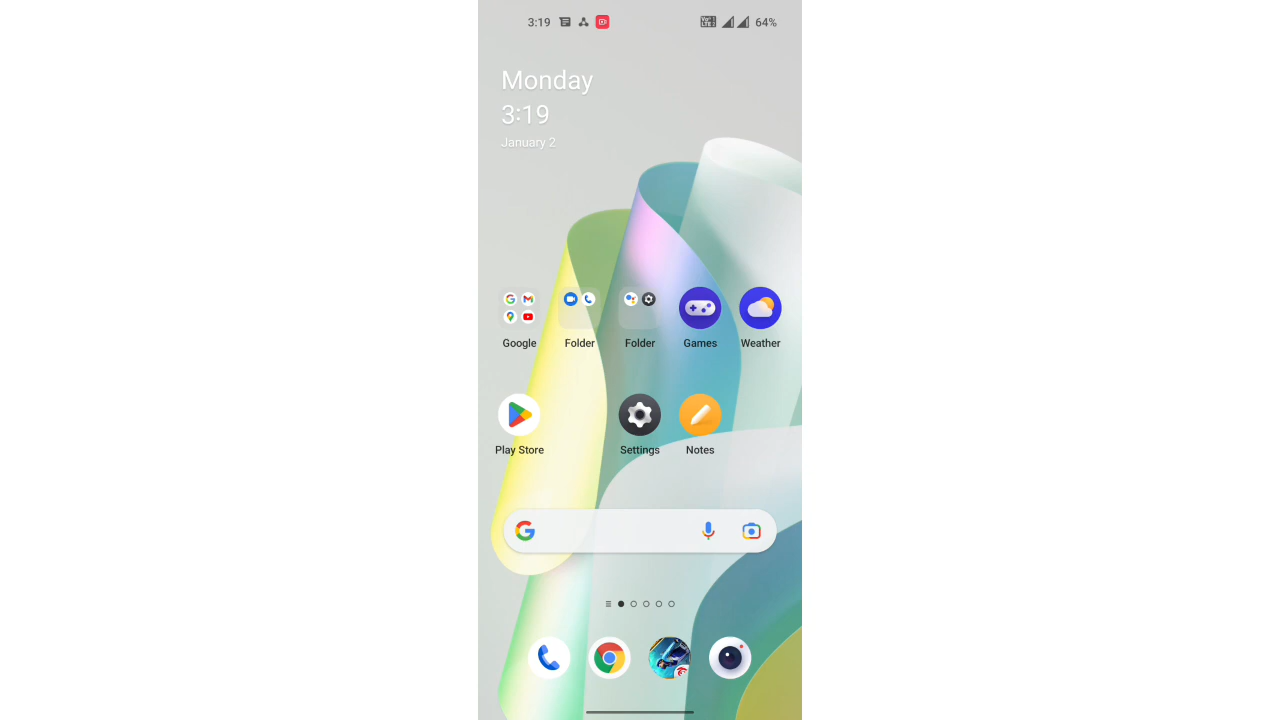 3:19 64%
Monday
3:19
January 2
Google Folder Folder Games Weather
Play Store Settings Notes